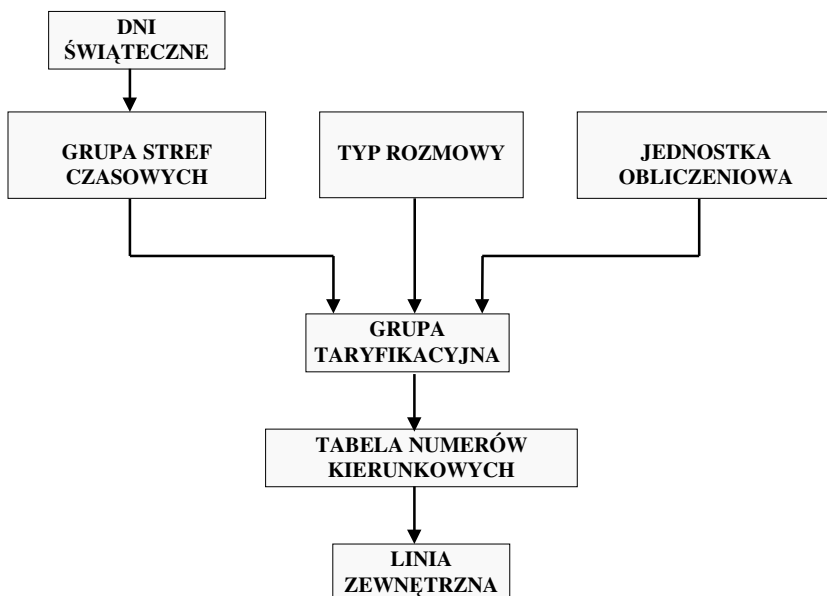 DNI
ŚWIĄTECZNE
GRUPA STREF
CZASOWYCH
TYP ROZMOWY
JEDNOSTKA
OBLICZENIOWA
GRUPA
TARYFIKACYJNA
TABELA NUMERÓW
KIERUNKOWYCH
LINIA
ZEWNĘTRZNA